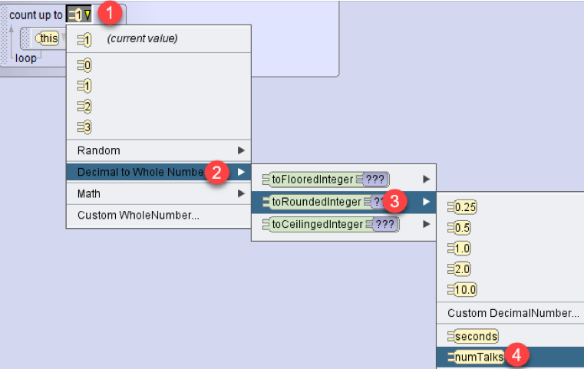 count up to 1 1
this
loop
1 (current value)
0
1
2
3
Random
Decimal to Whole Numbe 2
Math
Custom WholeNumber...
toFlooredInteger ???
toRoundedInteger ?? 3
toCeilingedInteger ???
0.25
0.5
1.0
2.0
10.0
Custom DecimalNumber...
seconds
numTalks 4